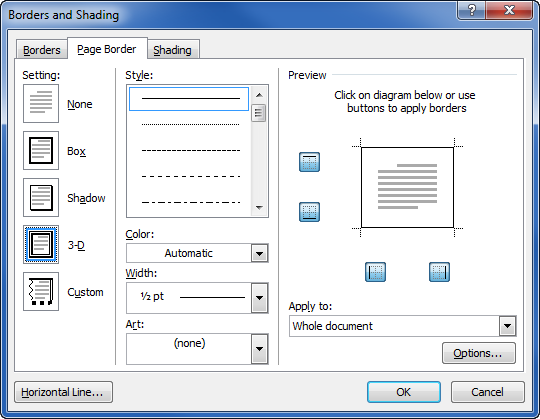 Borders and Shading
Borders
Page Border
Shading
Setting:
None
Box
Shadow
3-D
Custom
Style:
Color:
Automatic
Width:
½ pt
Art:
(none)
Preview
Click on diagram below or use
buttons to apply borders
Apply to:
Whole document
Options...
Horizontal Line...
OK
Cancel